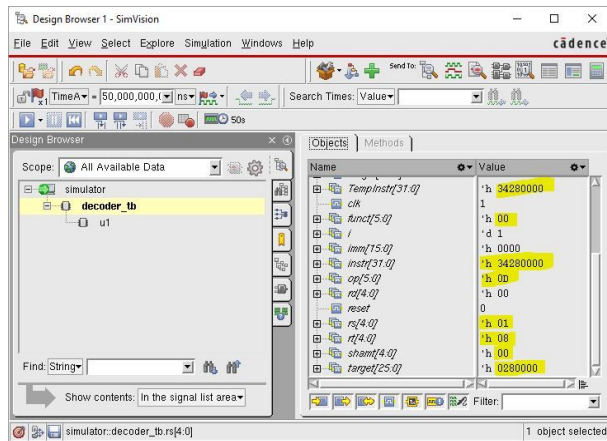 Design Browser 1 - SimVision
File Edit View Select Explore Simulation Windows Help
cādence
Send To:
TimeA = 50,000,000,( ns
Search Times: Value
50s
Design Browser
Scope: All Available Data
simulator
decoder_tb
u1
Find: String
Show contents: In the signal list area
Objects Methods
Name Value
TempInstr[31:0] 'h 34280000
clk 1
funct[5:0] 'h 00
i 'd 1
imm[15:0] 'h 0000
instr[31:0] 'h 34280000
op[5:0] 'h 0D
rd[4:0] 'h 00
reset 0
rs[4:0] 'h 01
rt[4:0] 'h 08
shamt[4:0] 'h 00
target[25:0] 'h 0280000
Filter:
simulator::decoder_tb.rs[4:0]
1 object selected